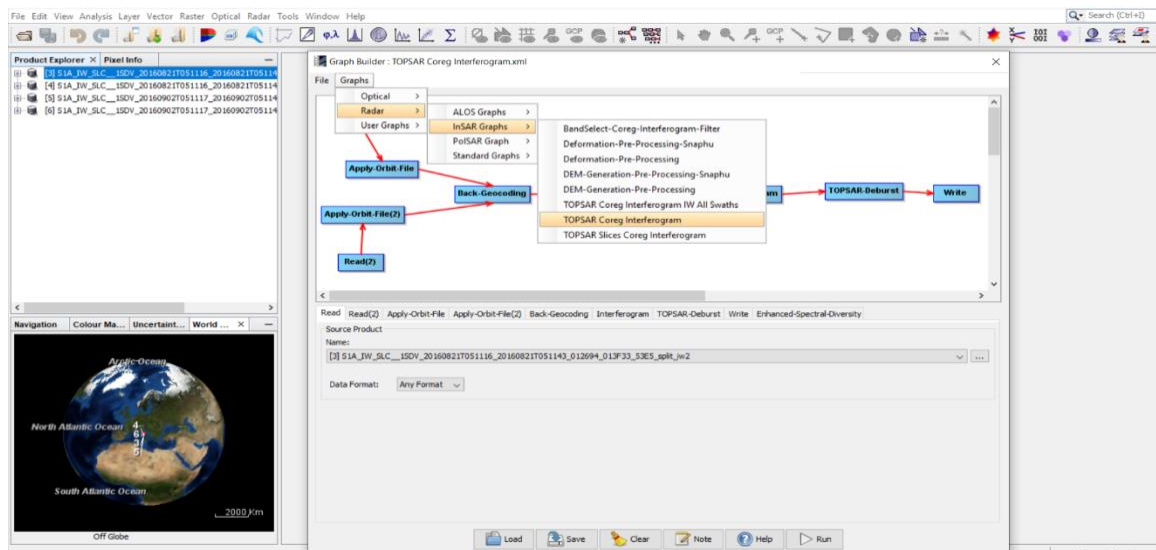 File Edit View Analysis Layer Vector Raster Optical Radar Tools Window Help
Search (Ctrl+I)
Product Explorer × Pixel Info
[3] S1A_IW_SLC__1SDV_20160821T051116_20160821T05114
[4] S1A_IW_SLC__1SDV_20160821T051116_20160821T05114
[5] S1A_IW_SLC__1SDV_20160902T051117_20160902T05114
[6] S1A_IW_SLC__1SDV_20160902T051117_20160902T05114
Graph Builder : TOPSAR Coreg Interferogram.xml
File Graphs
Optical >
Radar >
User Graphs >
ALOS Graphs >
InSAR Graphs >
PolSAR Graph >
Standard Graphs >
BandSelect-Coreg-Interferogram-Filter
Deformation-Pre-Processing-Snaphu
Deformation-Pre-Processing
DEM-Generation-Pre-Processing-Snaphu
DEM-Generation-Pre-Processing
TOPSAR Coreg Interferogram IW All Swaths
TOPSAR Coreg Interferogram
TOPSAR Slices Coreg Interferogram
Apply-Orbit-File
Back-Geocoding
am
TOPSAR-Deburst
Write
Apply-Orbit-File(2)
Read(2)
Read Read(2) Apply-Orbit-File Apply-Orbit-File(2) Back-Geocoding Interferogram TOPSAR-Deburst Write Enhanced-Spectral-Diversity
Source Product
Name:
[3] S1A_IW_SLC__1SDV_20160821T051116_20160821T051143_012694_013F33_53E5_split_iw2
Data Format: Any Format
Navigation Colour Ma... Uncertaint... World ... ×
Arctic Ocean
North Atlantic Ocean
4
6
3
5
South Atlantic Ocean
2000 Km
Off Globe
Load Save Clear Note Help Run